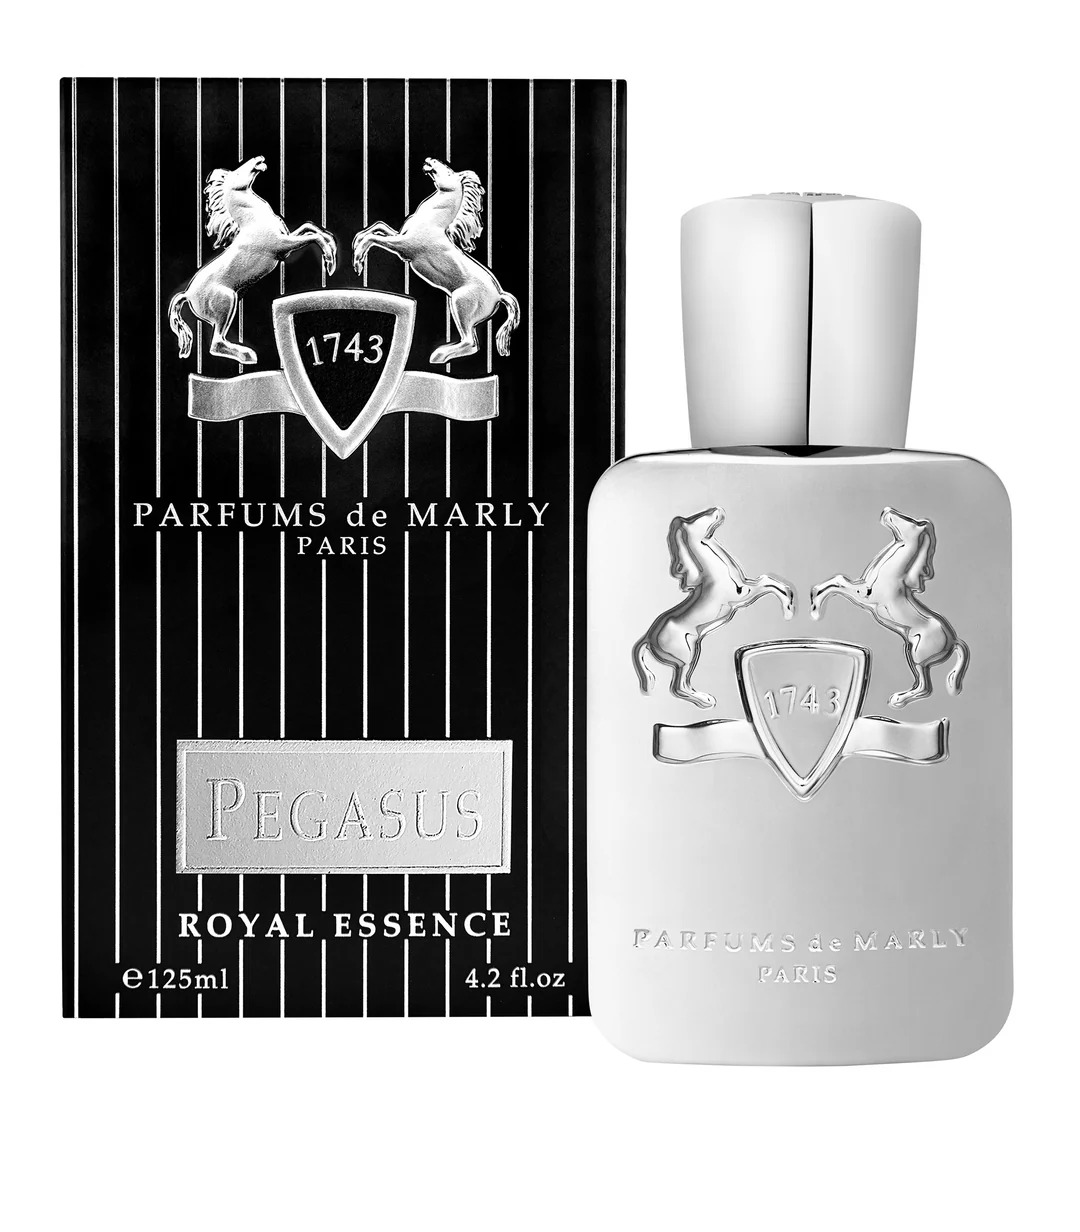 1743
PARFUMS de MARLY
PARIS
PEGASUS
ROYAL ESSENCE
℮125ml
4.2 fl.oz
1743
PARFUMS de MARLY
PARIS